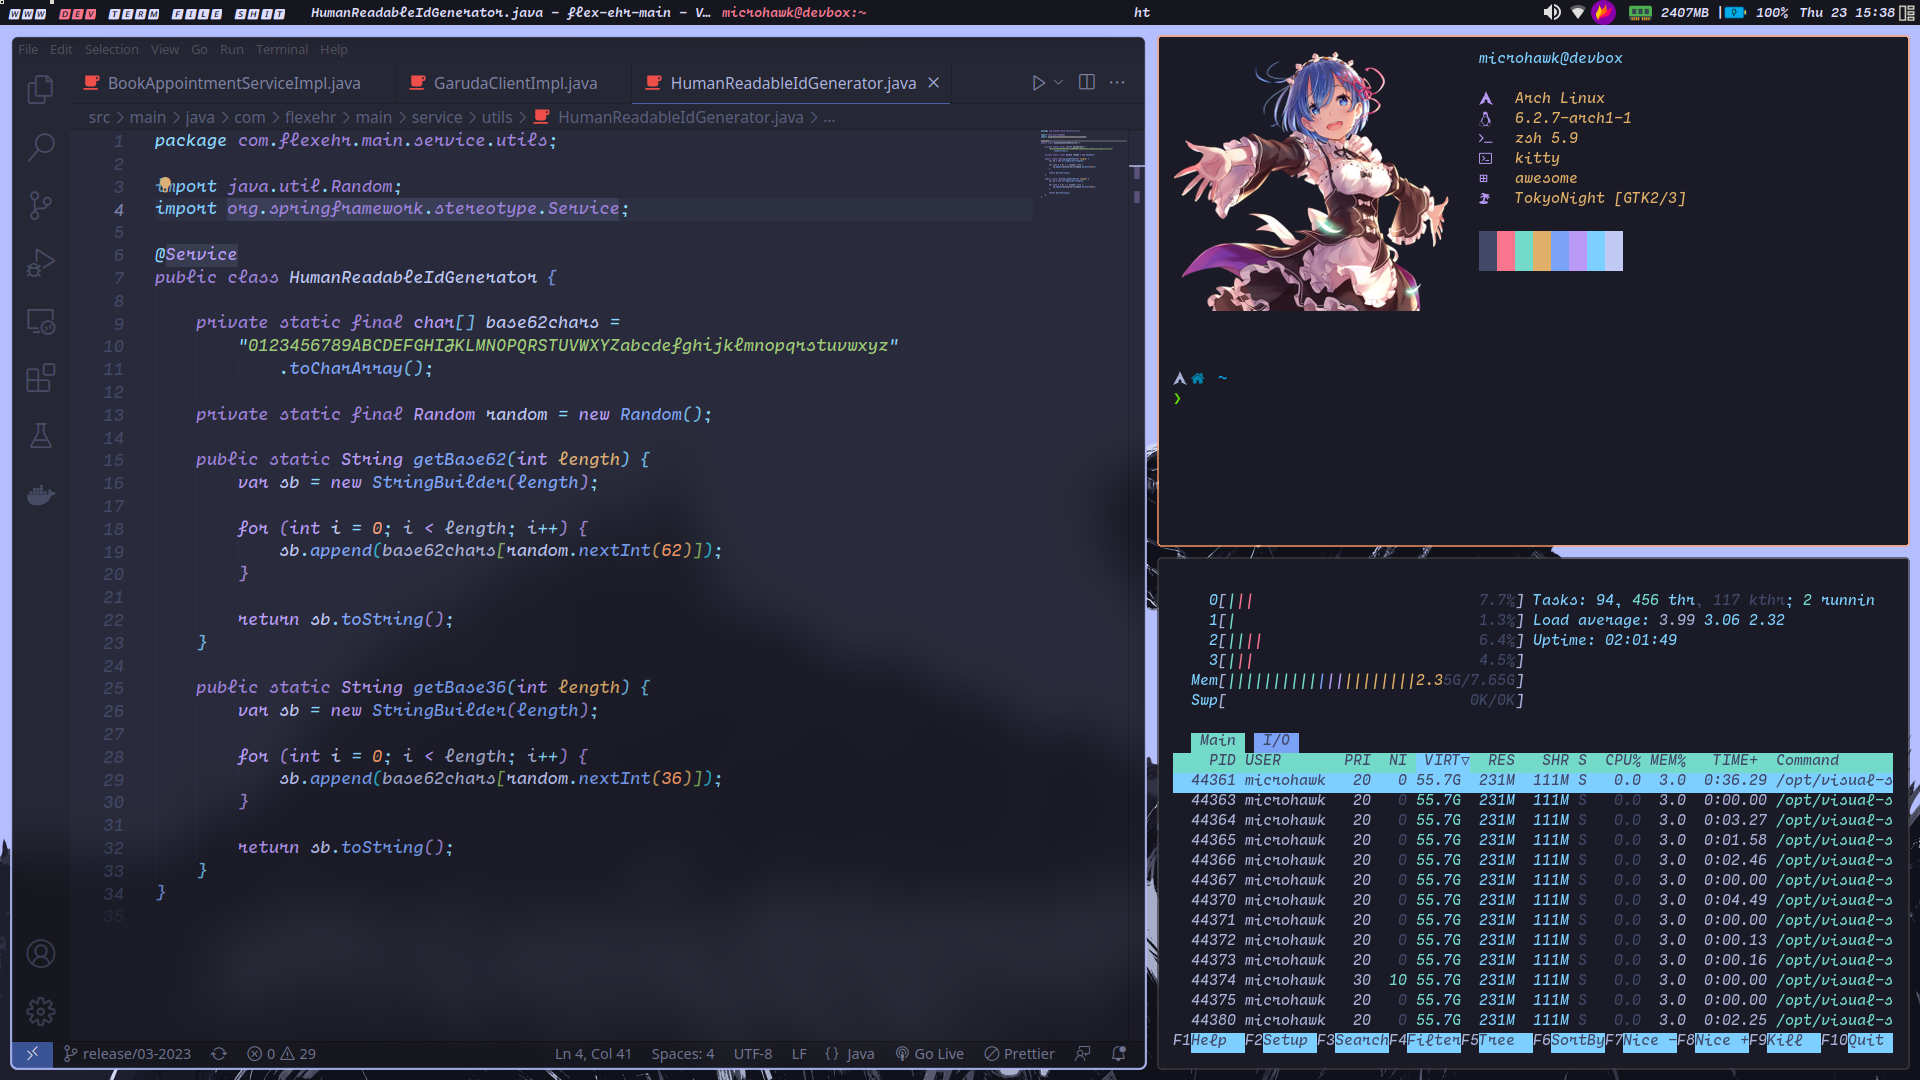 WWW DEV TERM FILE SHIT HumanReadableIdGenerator.java - flex-ehr-main - V... microhawk@devbox:~ ht 2407MB 100% Thu 23 15:38
File Edit Selection View Go Run Terminal Help
BookAppointmentServiceImpl.java GarudaClientImpl.java HumanReadableIdGenerator.java
src > main > java > com > flexehr > main > service > utils > HumanReadableIdGenerator.java > ...
1 package com.flexehr.main.service.utils;
2
3 import java.util.Random;
4 import org.springframework.stereotype.Service;
5
6 @Service
7 public class HumanReadableIdGenerator {
8
9 private static final char[] base62chars =
10 "0123456789ABCDEFGHIJKLMNOPQRSTUVWXYZabcdefghijklmnopqrstuvwxyz"
11 .toCharArray();
12
13 private static final Random random = new Random();
14
15 public static String getBase62(int length) {
16 var sb = new StringBuilder(length);
17
18 for (int i = 0; i < length; i++) {
19 sb.append(base62chars[random.nextInt(62)]);
20 }
21
22 return sb.toString();
23 }
24
25 public static String getBase36(int length) {
26 var sb = new StringBuilder(length);
27
28 for (int i = 0; i < length; i++) {
29 sb.append(base62chars[random.nextInt(36)]);
30 }
31
32 return sb.toString();
33 }
34 }
35
release/03-2023 0 29 Ln 4, Col 41 Spaces: 4 UTF-8 LF {} Java Go Live Prettier
microhawk@devbox
Arch Linux
6.2.7-arch1-1
zsh 5.9
kitty
awesome
TokyoNight [GTK2/3]
~
❯
0[||| 7.7%] Tasks: 94, 456 thr, 117 kthr; 2 runnin
1[| 1.3%] Load average: 3.99 3.06 2.32
2[|||| 6.4%] Uptime: 02:01:49
3[||| 4.5%]
Mem[|||||||||||||||||||||2.35G/7.65G]
Swp[ 0K/0K]
Main I/O
PID USER PRI NI VIRT▽ RES SHR S CPU% MEM% TIME+ Command
44361 microhawk 20 0 55.7G 231M 111M S 0.0 3.0 0:36.29 /opt/visual-s
44363 microhawk 20 0 55.7G 231M 111M S 0.0 3.0 0:00.00 /opt/visual-s
44364 microhawk 20 0 55.7G 231M 111M S 0.0 3.0 0:03.27 /opt/visual-s
44365 microhawk 20 0 55.7G 231M 111M S 0.0 3.0 0:01.58 /opt/visual-s
44366 microhawk 20 0 55.7G 231M 111M S 0.0 3.0 0:02.46 /opt/visual-s
44367 microhawk 20 0 55.7G 231M 111M S 0.0 3.0 0:00.00 /opt/visual-s
44370 microhawk 20 0 55.7G 231M 111M S 0.0 3.0 0:04.49 /opt/visual-s
44371 microhawk 20 0 55.7G 231M 111M S 0.0 3.0 0:00.00 /opt/visual-s
44372 microhawk 20 0 55.7G 231M 111M S 0.0 3.0 0:00.13 /opt/visual-s
44373 microhawk 20 0 55.7G 231M 111M S 0.0 3.0 0:00.16 /opt/visual-s
44374 microhawk 30 10 55.7G 231M 111M S 0.0 3.0 0:00.00 /opt/visual-s
44375 microhawk 20 0 55.7G 231M 111M S 0.0 3.0 0:00.00 /opt/visual-s
44380 microhawk 20 0 55.7G 231M 111M S 0.0 3.0 0:02.25 /opt/visual-s
F1Help F2Setup F3SearchF4FilterF5Tree F6SortByF7Nice -F8Nice +F9Kill F10Quit